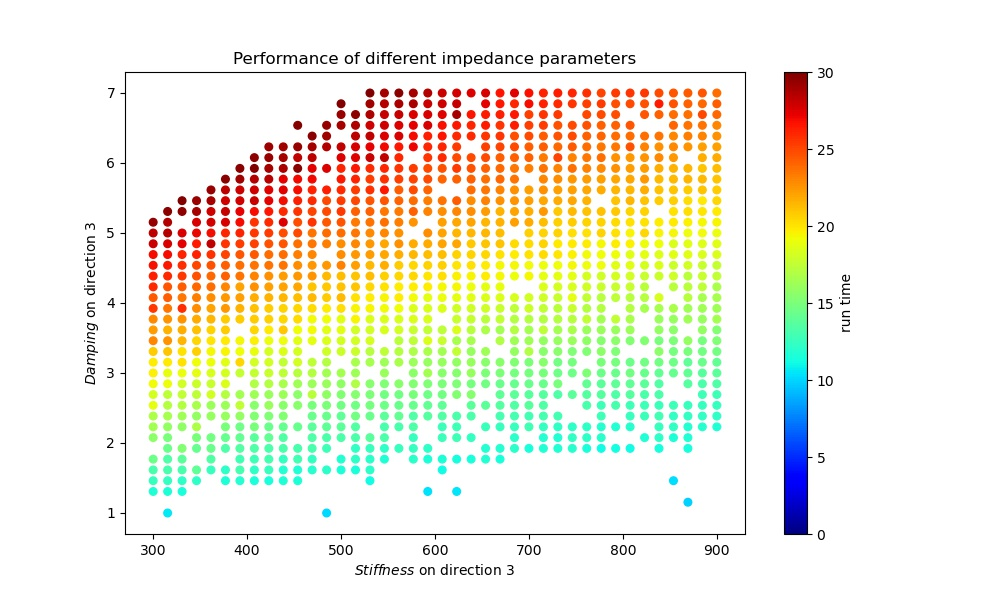 Performance of different impedance parameters
7
6
5
4
3
2
1
Damping on direction 3
300 400 500 600 700 800 900
Stiffness on direction 3
30
25
20
15
10
5
0
run time